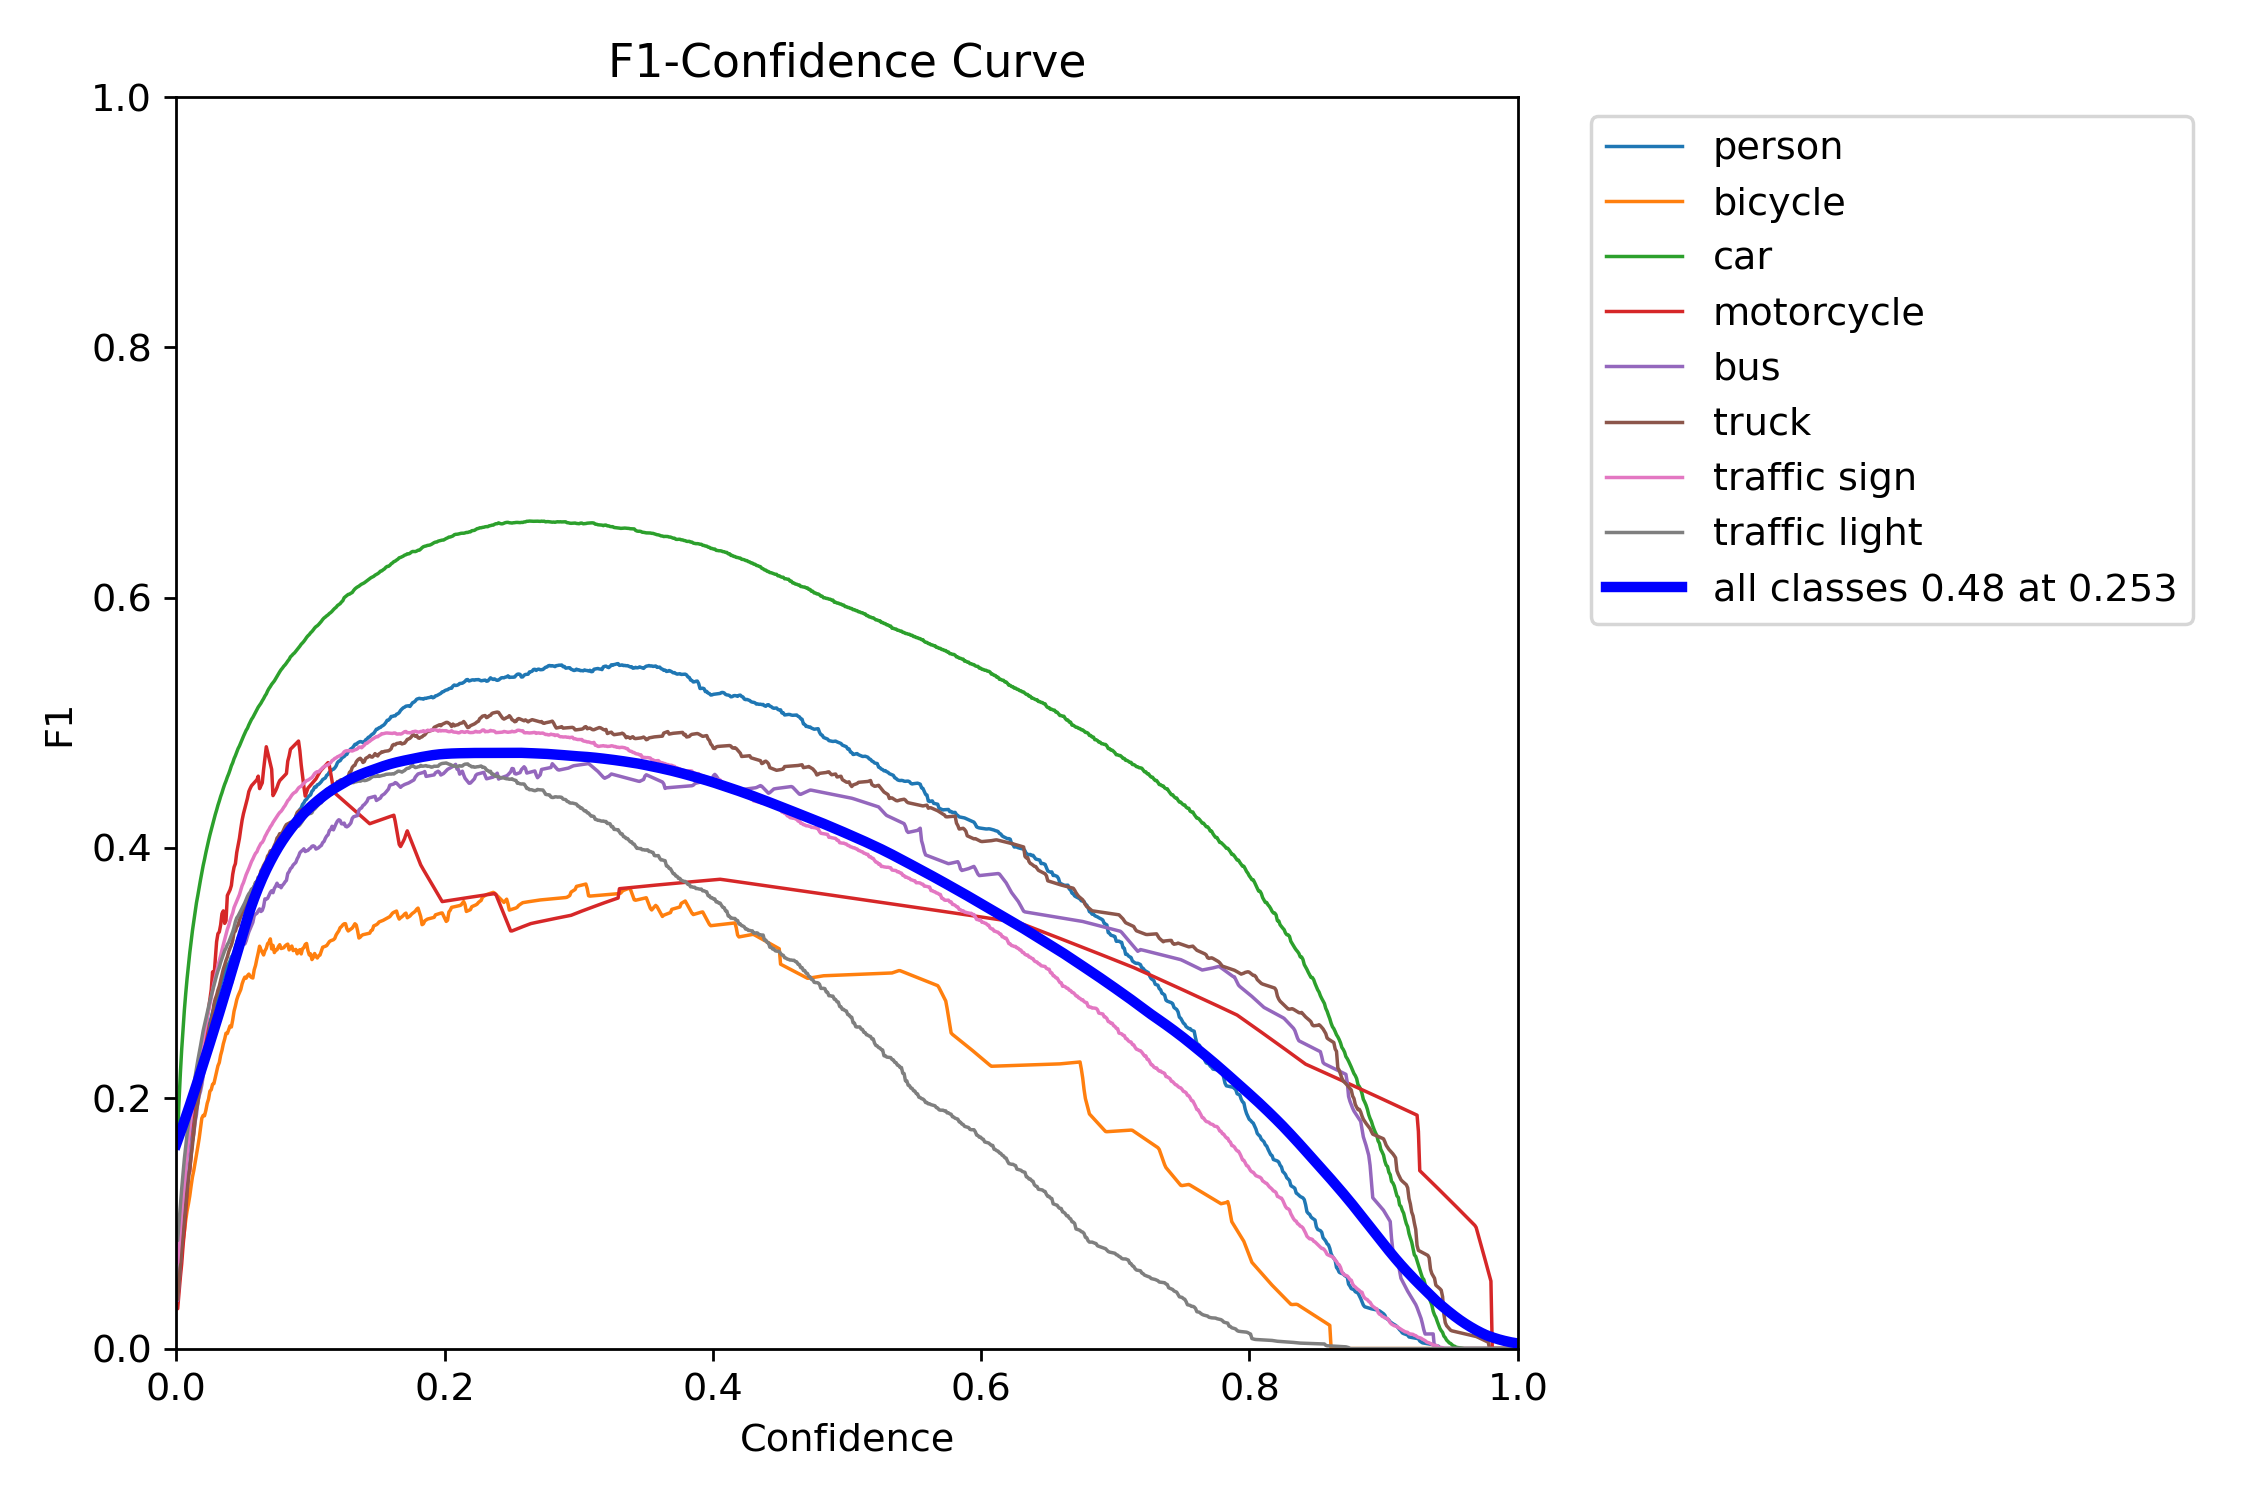 F1-Confidence Curve
1.0
0.8
0.6
0.4
0.2
0.0
F1
0.0 0.2 0.4 0.6 0.8 1.0
Confidence
person
bicycle
car
motorcycle
bus
truck
traffic sign
traffic light
all classes 0.48 at 0.253